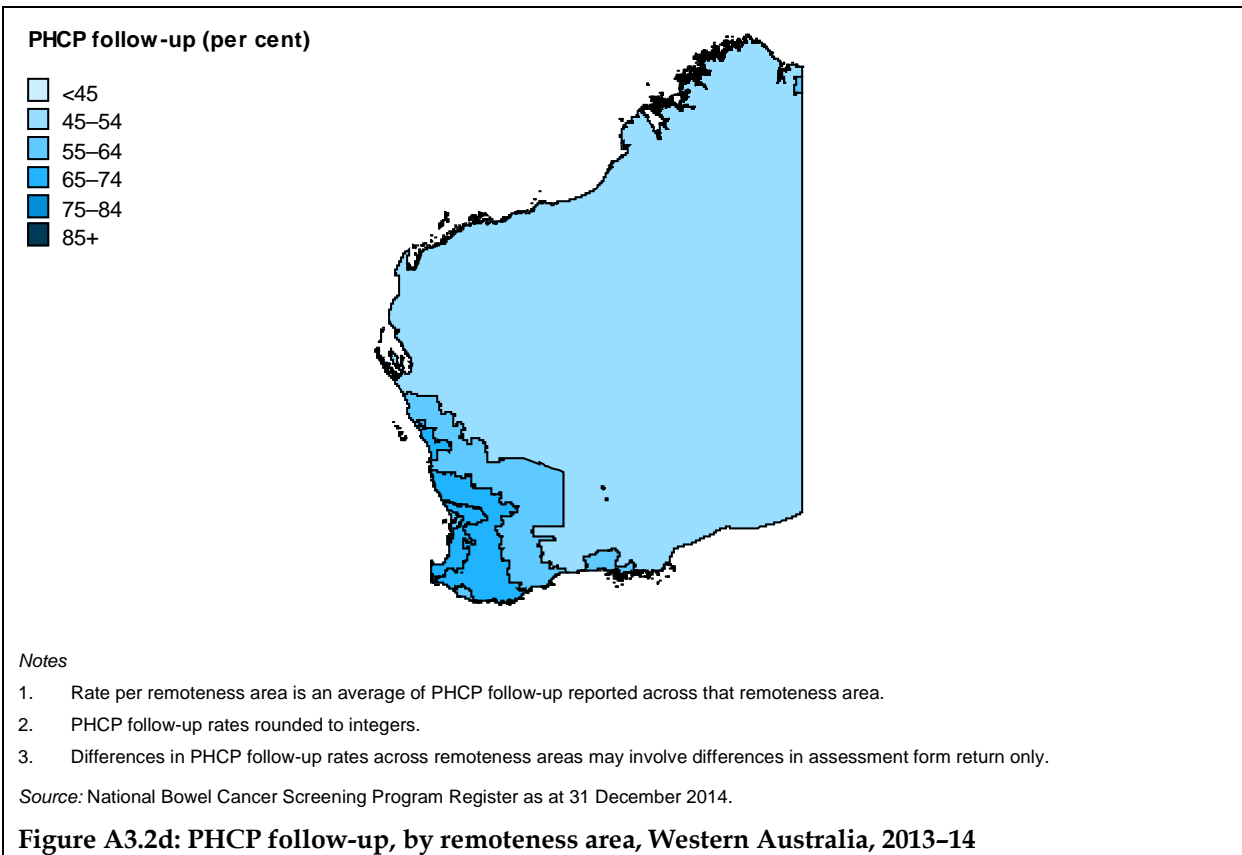 PHCP follow-up (per cent)
<45
45–54
55–64
65–74
75–84
85+
Notes
1. Rate per remoteness area is an average of PHCP follow-up reported across that remoteness area.
2. PHCP follow-up rates rounded to integers.
3. Differences in PHCP follow-up rates across remoteness areas may involve differences in assessment form return only.
Source: National Bowel Cancer Screening Program Register as at 31 December 2014.
Figure A3.2d: PHCP follow-up, by remoteness area, Western Australia, 2013–14